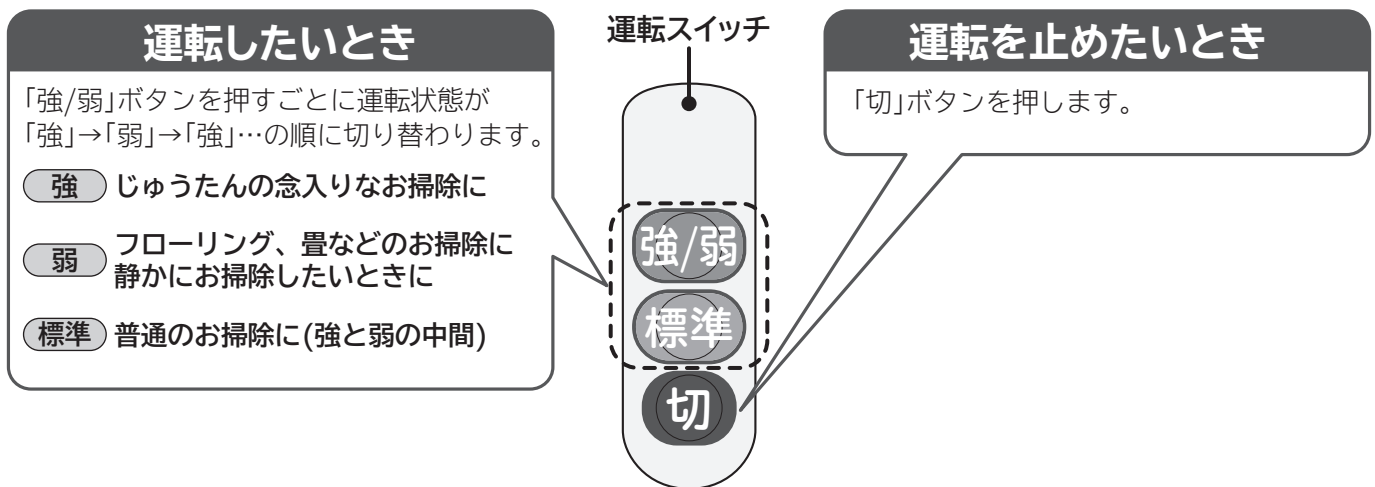 運転したいとき
「強/弱」ボタンを押すごとに運転状態が
「強」→「弱」→「強」…の順に切り替わります。
強 じゅうたんの念入りなお掃除に
弱 フローリング、畳などのお掃除に
静かにお掃除したいときに
標準 普通のお掃除に(強と弱の中間)
運転スイッチ
強/弱
標準
切
運転を止めたいとき
「切」ボタンを押します。